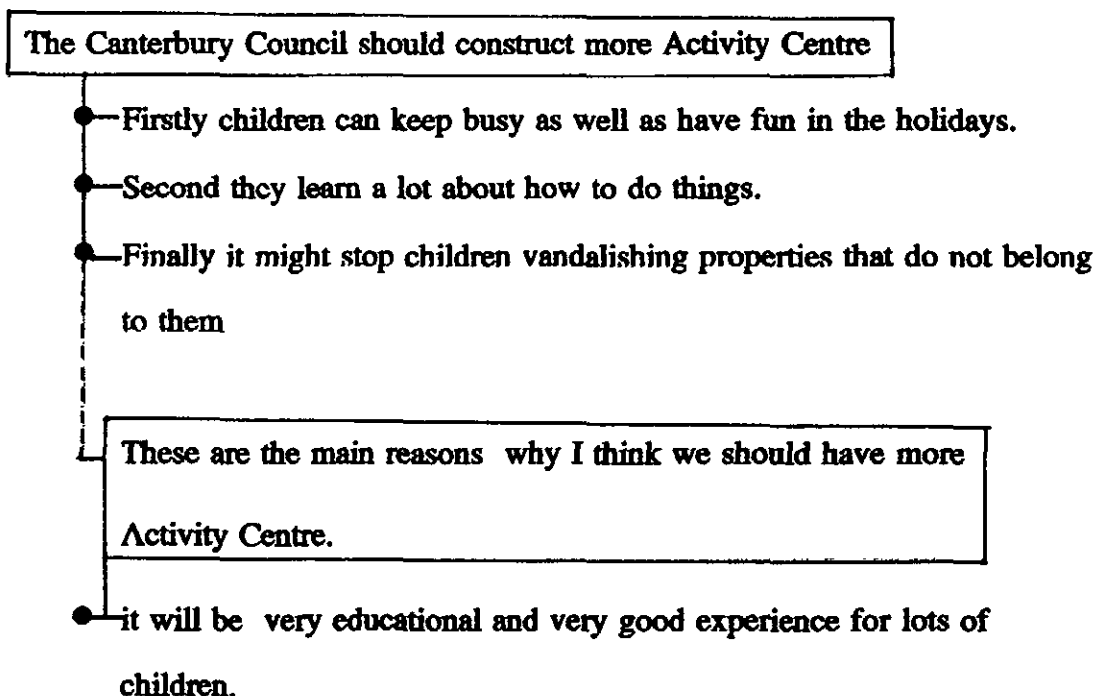 The Canterbury Council should construct more Activity Centre
Firstly children can keep busy as well as have fun in the holidays.
Second they learn a lot about how to do things.
Finally it might stop children vandalishing properties that do not belong
to them
These are the main reasons why I think we should have more
Activity Centre.
it will be very educational and very good experience for lots of
children.